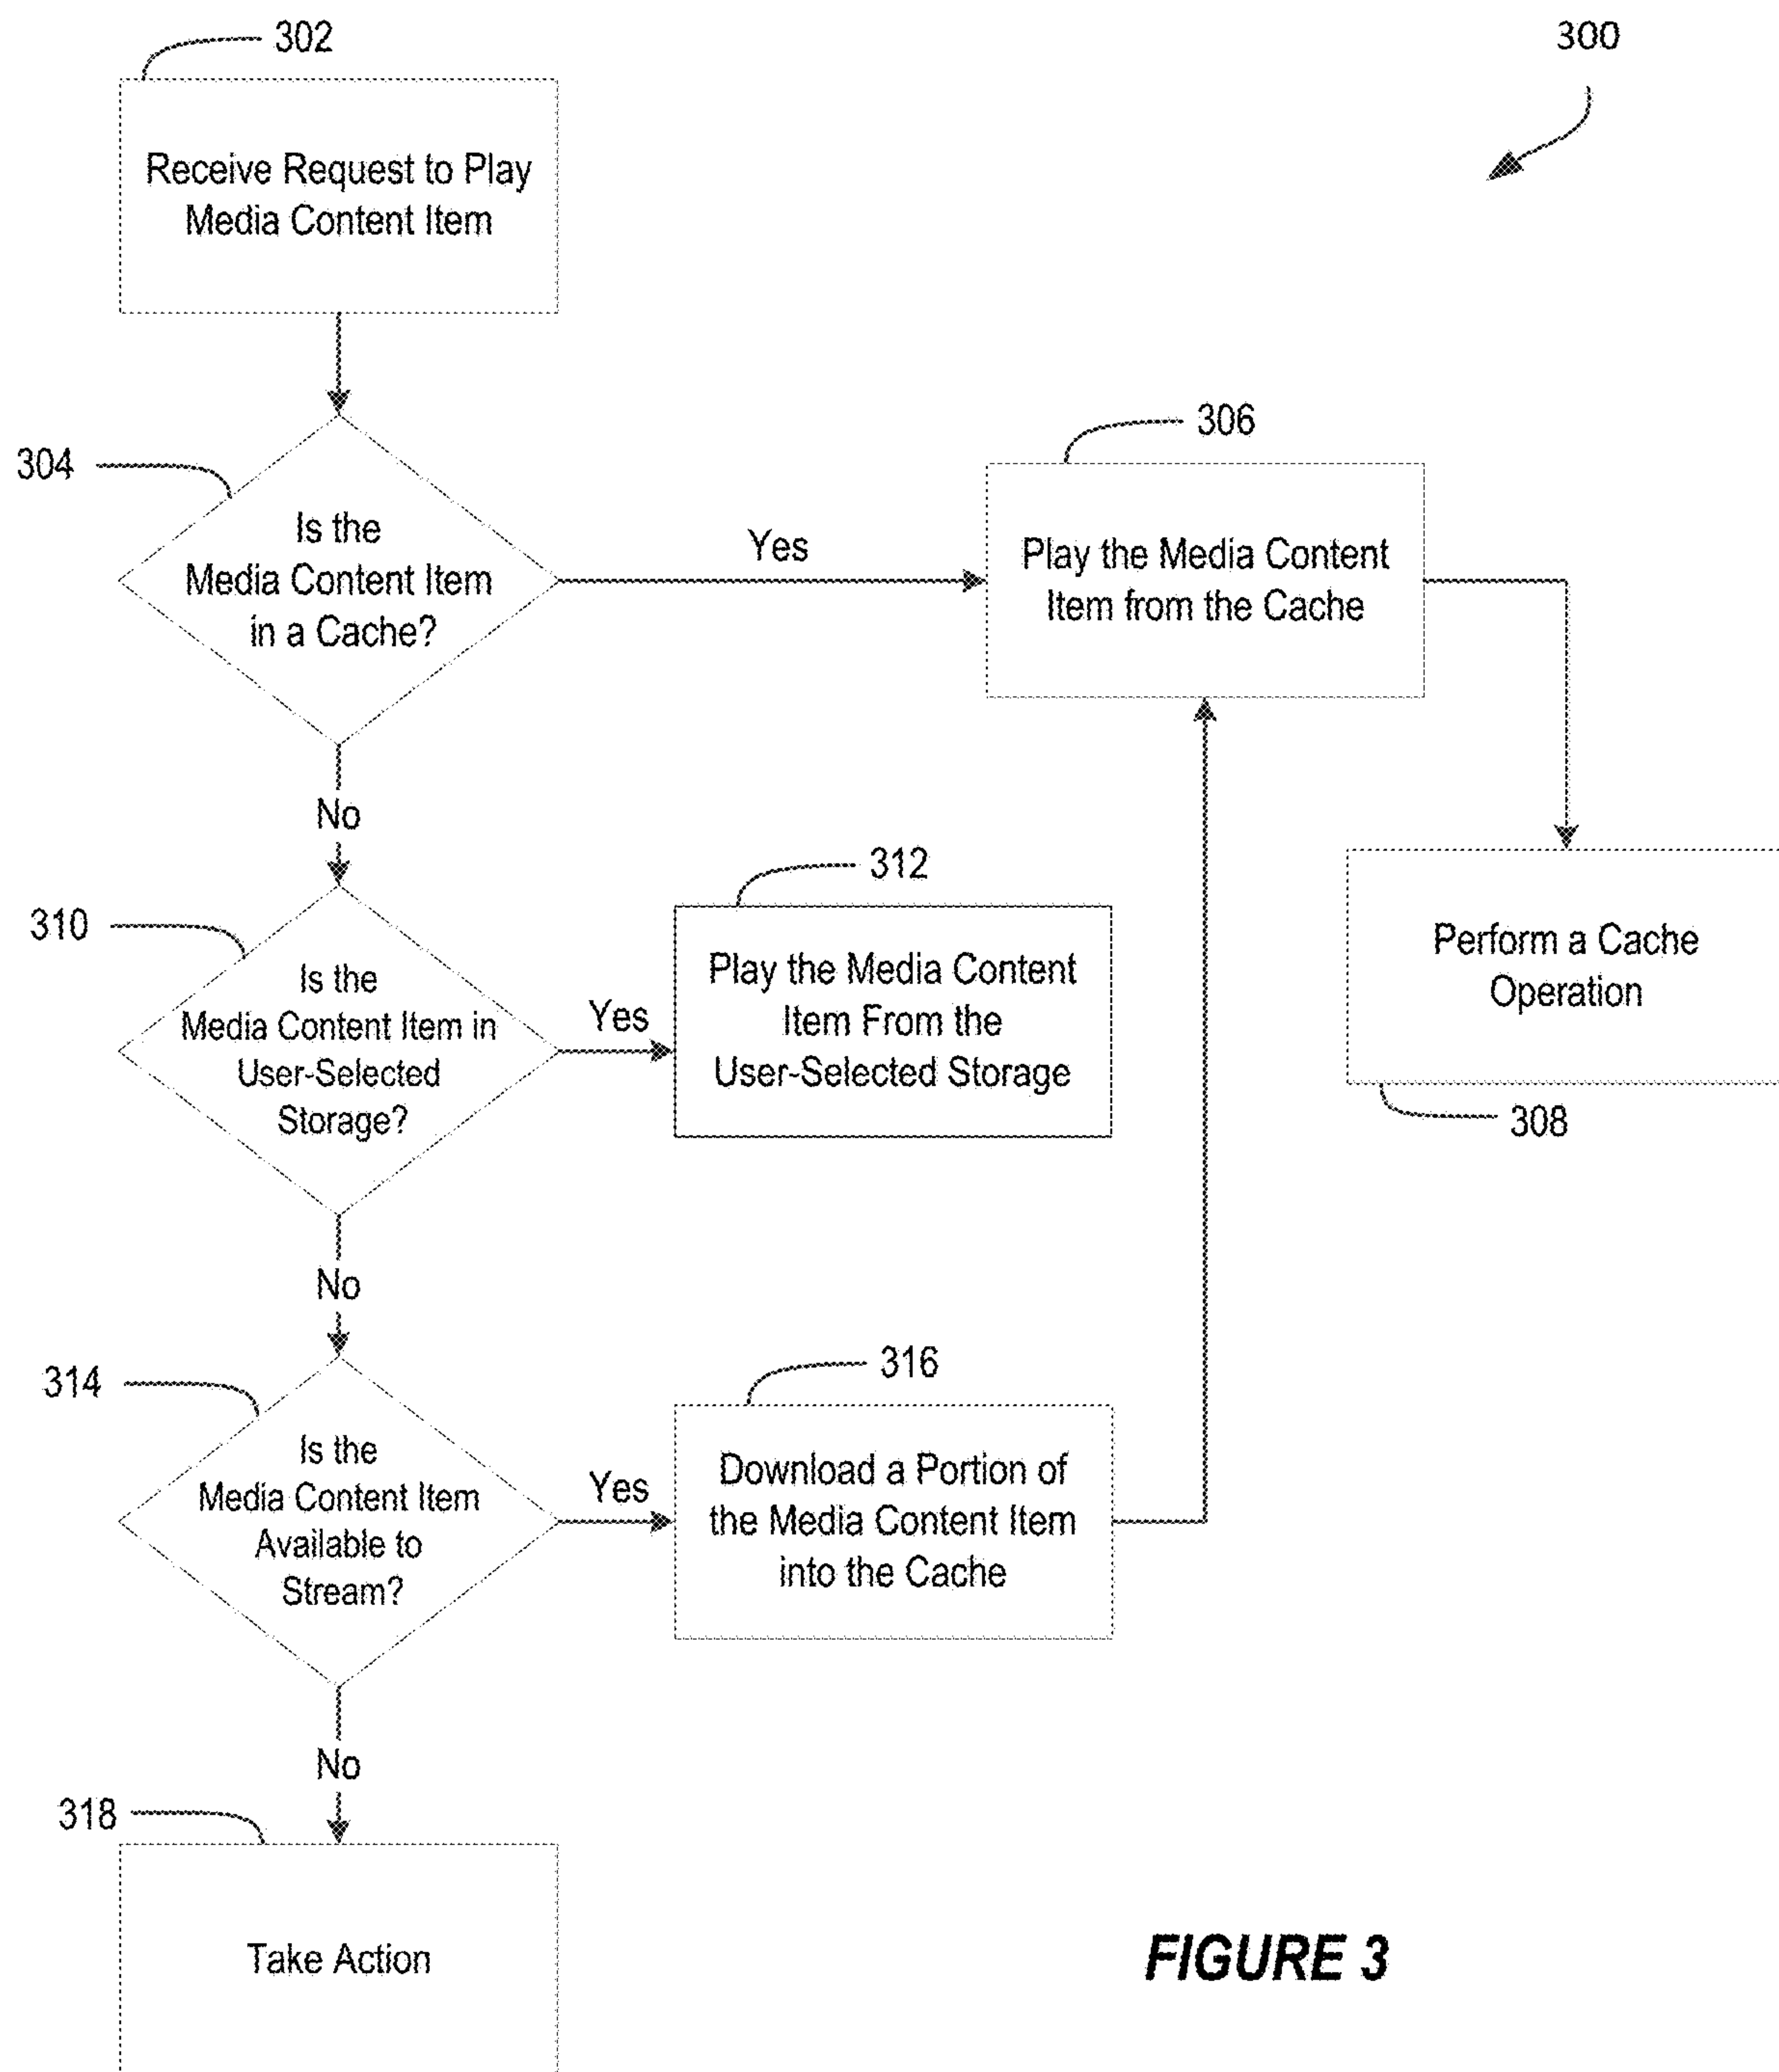 302
300
Receive Request to Play
Media Content Item
304
Is the
Media Content Item
in a Cache?
Yes
306
Play the Media Content
Item from the Cache
No
310
Is the
Media Content Item in
User-Selected
Storage?
Yes
312
Play the Media Content
Item From the
User-Selected Storage
Perform a Cache
Operation
308
No
314
Is the
Media Content Item
Available to
Stream?
Yes
316
Download a Portion of
the Media Content Item
into the Cache
No
318
Take Action
FIGURE 3